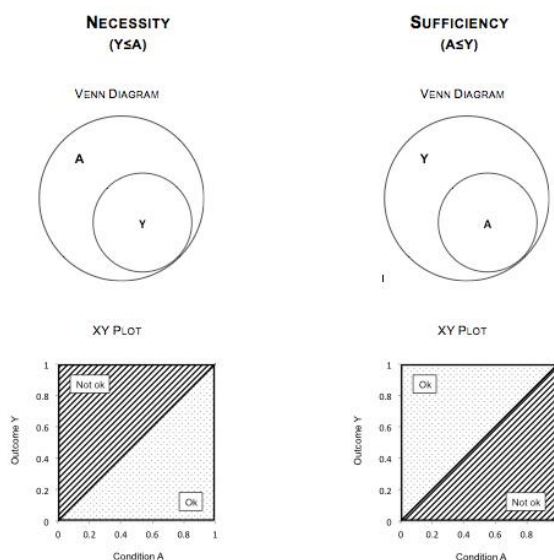 NECESSITY
(Y≤A)
VENN DIAGRAM
A
Y
XY PLOT
Not ok
Ok
1
0.8
0.6
0.4
0.2
0
Outcome Y
0
0.2
0.4
0.6
0.8
1
Condition A
SUFFICIENCY
(A≤Y)
VENN DIAGRAM
Y
A
I
XY PLOT
Ok
Not ok
1
0.8
0.6
0.4
0.2
0
Outcome Y
0
0.2
0.4
0.6
0.8
Condition A